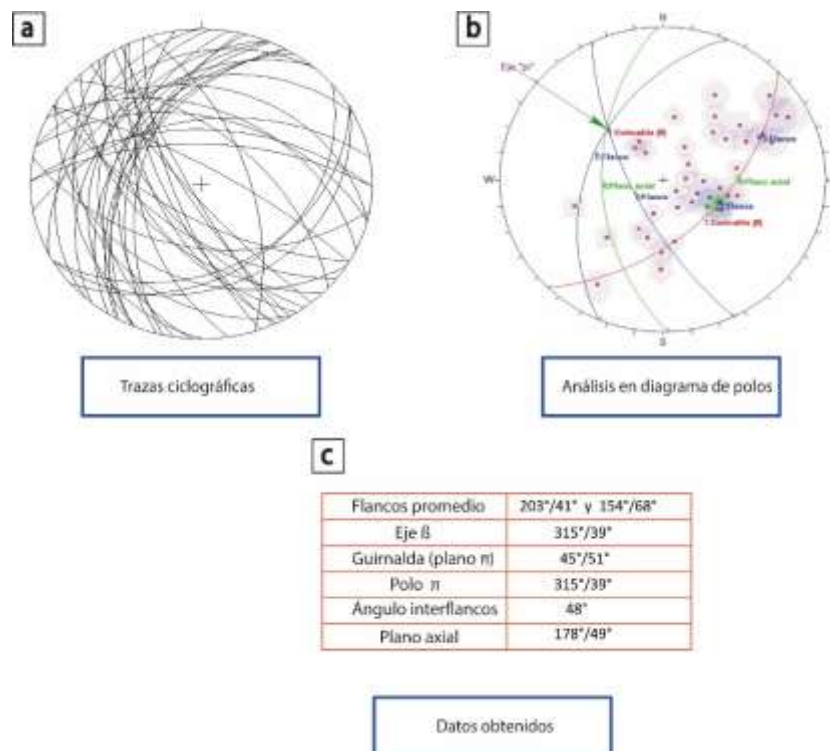 a
b
N
Eje "pi"
W
S
Trazas ciclográficas
Análisis en diagrama de polos
c
Flancos promedio 203°/41° y 154°/68°
Eje ß 315°/39°
Guirnalda (plano π) 45°/51°
Polo π 315°/39°
Ángulo interflancos 48°
Plano axial 178°/49°
Datos obtenidos